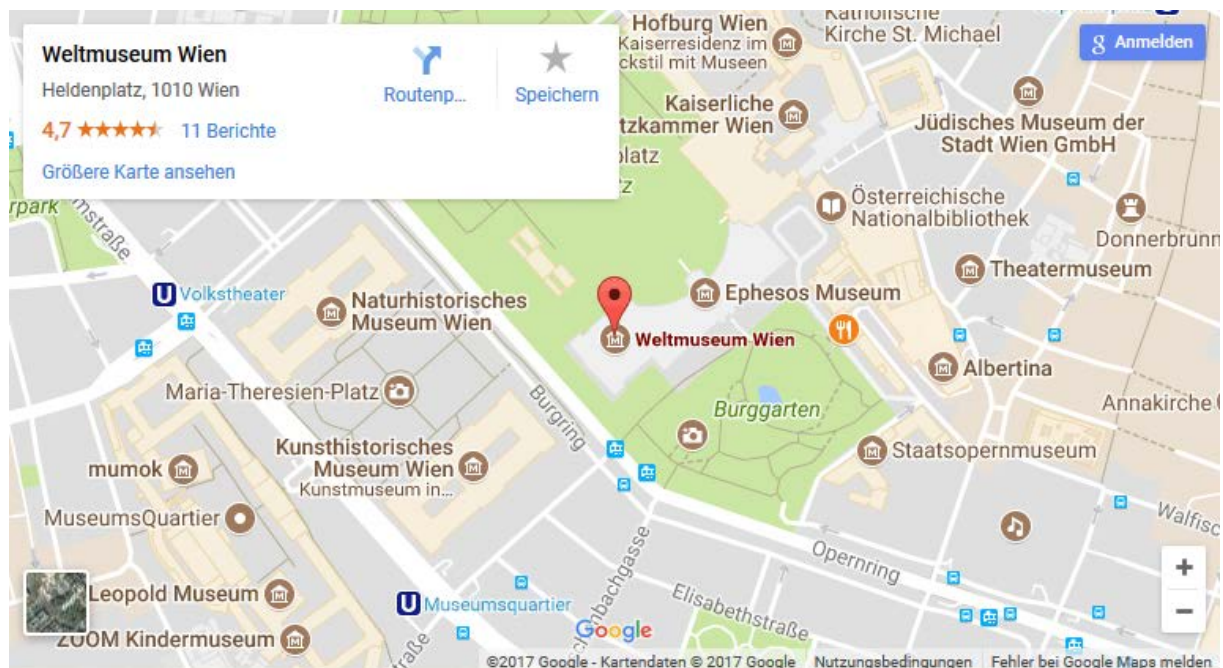 Weltmuseum Wien
Heldenplatz, 1010 Wien
4,7
11 Berichte
Größere Karte ansehen
Routenp...
Speichern
Anmelden
Hofburg Wien
Kaiserresidenz im
ckstil mit Museen
Katholische
Kirche St. Michael
Kaiserliche
tzkammer Wien
platz
tz
Jüdisches Museum der
Stadt Wien GmbH
Österreichische
Nationalbibliothek
Donnerbrunn
Theatermuseum
rpark
mstraße
U Volkstheater
Naturhistorisches
Museum Wien
Ephesos Museum
Weltmuseum Wien
Albertina
Maria-Theresien-Platz
Burgring
Burggarten
Annakirche
Kunsthistorisches
Museum Wien
Kunstmuseum in...
Staatsopernmuseum
mumok
MuseumsQuartier
Walfisc
Opernring
Leopold Museum
U Museumsquartier
Elisabethstraße
enbachgasse
ZOOM Kindermuseum
raße
+
−
Google
©2017 Google - Kartendaten © 2017 Google
Nutzungsbedingungen
Fehler bei Google Maps melden